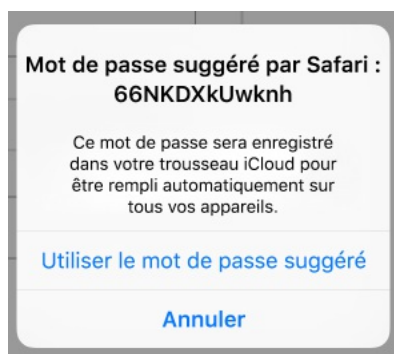 Mot de passe suggéré par Safari :
66NKDXkUwknh
Ce mot de passe sera enregistré
dans votre trousseau iCloud pour
être rempli automatiquement sur
tous vos appareils.
Utiliser le mot de passe suggéré
Annuler